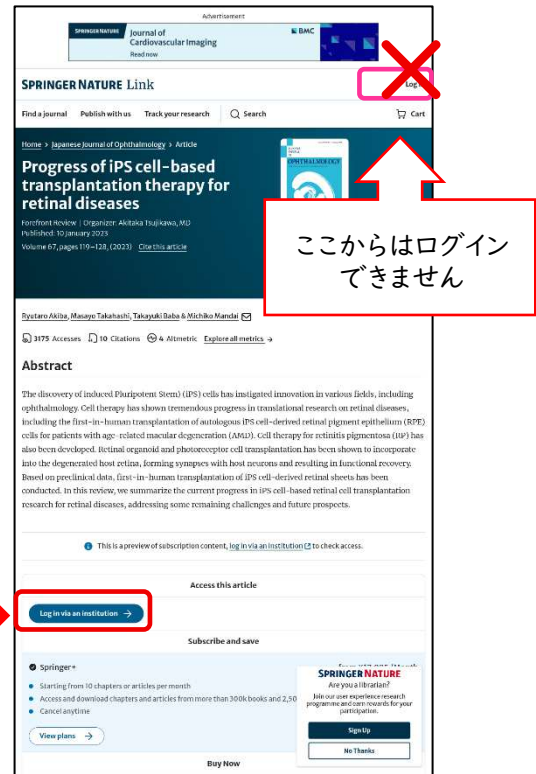 Advertisement
SPRINGER NATURE
Journal of
Cardiovascular Imaging
Read now
BMC
SPRINGER NATURE Link
Log
Find a journal Publish with us Track your research Search Cart
Home > Japanese Journal of Ophthalmology > Article
Progress of iPS cell-based
transplantation therapy for
retinal diseases
Forefront Review | Organizer: Akitaka Tsujikawa, MD
Published: 10 January 2023
Volume 67, pages 119–128, (2023) Cite this article
OPHTHALMOLOGY
ここからはログイン
できません
Ryutaro Akiba, Masayo Takahashi, Takayuki Baba & Michiko Mandai
3175 Accesses 10 Citations 4 Altmetric Explore all metrics →
Abstract
The discovery of induced Pluripotent Stem) (iPS) cells has instigated innovation in various fields, including
ophthalmology. Cell therapy has shown tremendous progress in translational research on retinal diseases,
including the first-in-human transplantation of autologous iPS cell-derived retinal pigment epithelium (RPE)
cells for patients with age-related macular degeneration (AMD). Cell therapy for retinitis pigmentosa (RP) has
also been developed. Retinal organoid and photoreceptor cell transplantation has been shown to incorporate
into the degenerated host retina, forming synapses with host neurons and resulting in functional recovery.
Based on preclinical data, first-in-human transplantation of iPS cell-derived retinal sheets has been
conducted. In this review, we summarize the current progress in iPS cell-based retinal cell transplantation
research for retinal diseases, addressing some remaining challenges and future prospects.
This is a preview of subscription content, log in via an institution to check access.
Access this article
Log in via an institution →
Subscribe and save
Springer+
Starting from 10 chapters or articles per month
Access and download chapters and articles from more than 300k books and 2,50
Cancel anytime
View plans →
SPRINGER NATURE
Are you a librarian?
Join our user experience research
programme and earn rewards for your
participation.
Sign Up
No Thanks
Buy Now